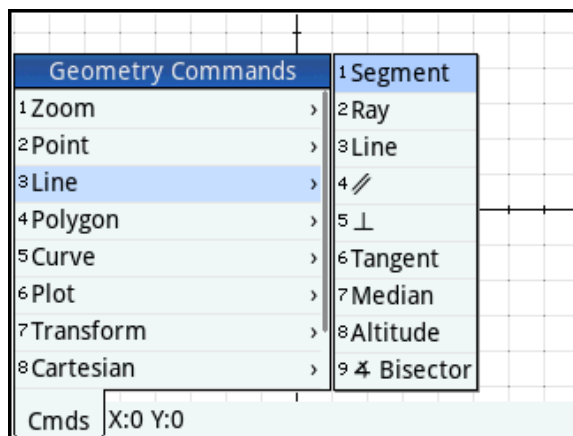 Geometry Commands
1 Zoom ›
2 Point ›
3 Line ›
4 Polygon ›
5 Curve ›
6 Plot ›
7 Transform ›
8 Cartesian ›
1 Segment
2 Ray
3 Line
4 ∥
5 ⊥
6 Tangent
7 Median
8 Altitude
9 ∡ Bisector
Cmds X:0 Y:0